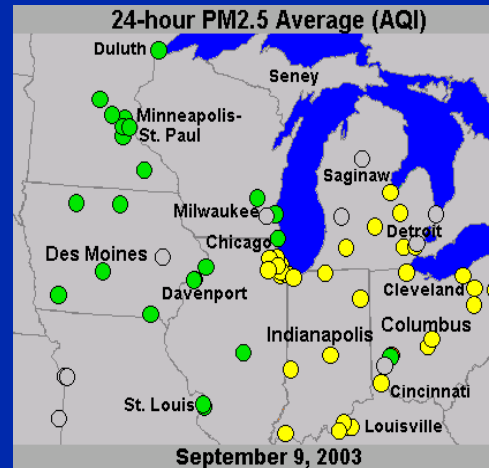 24-hour PM2.5 Average (AQI)
Duluth
Seney
Minneapolis-
St. Paul
Saginaw
Milwaukee
Detroit
Chicago
Des Moines
Davenport
Cleveland
Indianapolis
Columbus
Cincinnati
St. Louis
Louisville
September 9, 2003